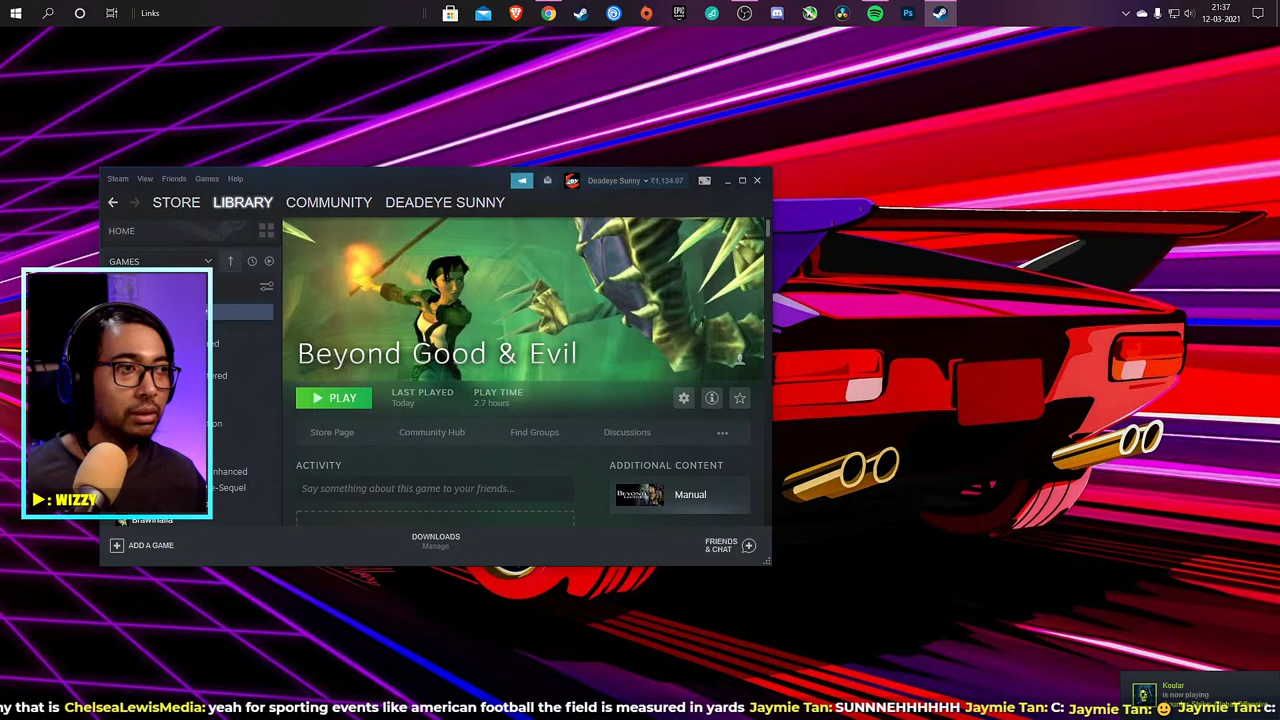 Links
21:37
12-03-2021
EPIC
GAMES
Ps
Steam View Friends Games Help
Deadeye Sunny ₹1,134.07
STORE LIBRARY COMMUNITY DEADEYE SUNNY
HOME
GAMES
Beyond Good & Evil
PLAY
LAST PLAYED
Today
PLAY TIME
2.7 hours
Store Page Community Hub Find Groups Discussions
ACTIVITY
Say something about this game to your friends...
ADDITIONAL CONTENT
Manual
: WIZZY
Brawlhalla
ADD A GAME
DOWNLOADS
Manage
FRIENDS
& CHAT
Koular
is now playing
that is ChelseaLewisMedia: yeah for sporting events like american football the field is measured in yards Jaymie Tan: SUNNNEHHHHHH Jaymie Tan: C: Jaymie Tan: 😀 Jaymie Tan: c: